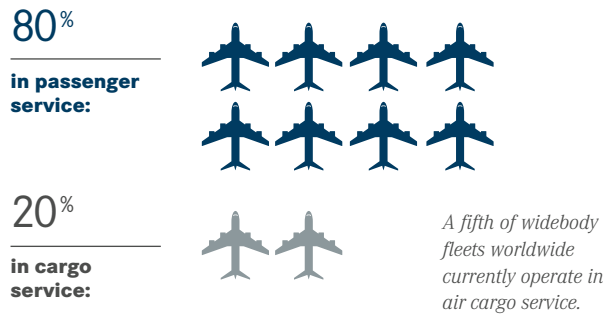 80%
in passenger
service:
20%
in cargo
service:
A fifth of widebody
fleets worldwide
currently operate in
air cargo service.